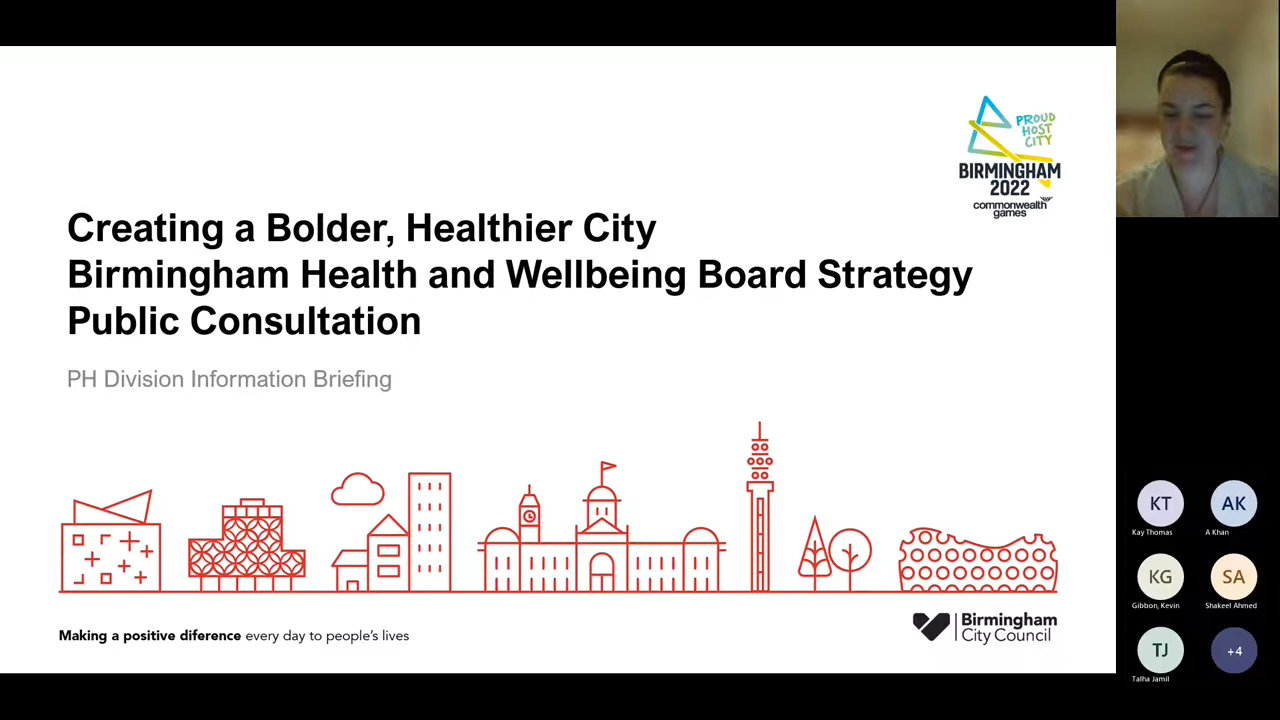 PROUD
HOST
CITY
BIRMINGHAM
2022
commonwealth
games
Creating a Bolder, Healthier City
Birmingham Health and Wellbeing Board Strategy
Public Consultation
PH Division Information Briefing
Making a positive diference every day to people's lives
Birmingham
City Council
KT
Kay Thomas
AK
A Khan
KG
Gibbon, Kevin
SA
Shakeel Ahmed
TJ
Talha Jamil
+4